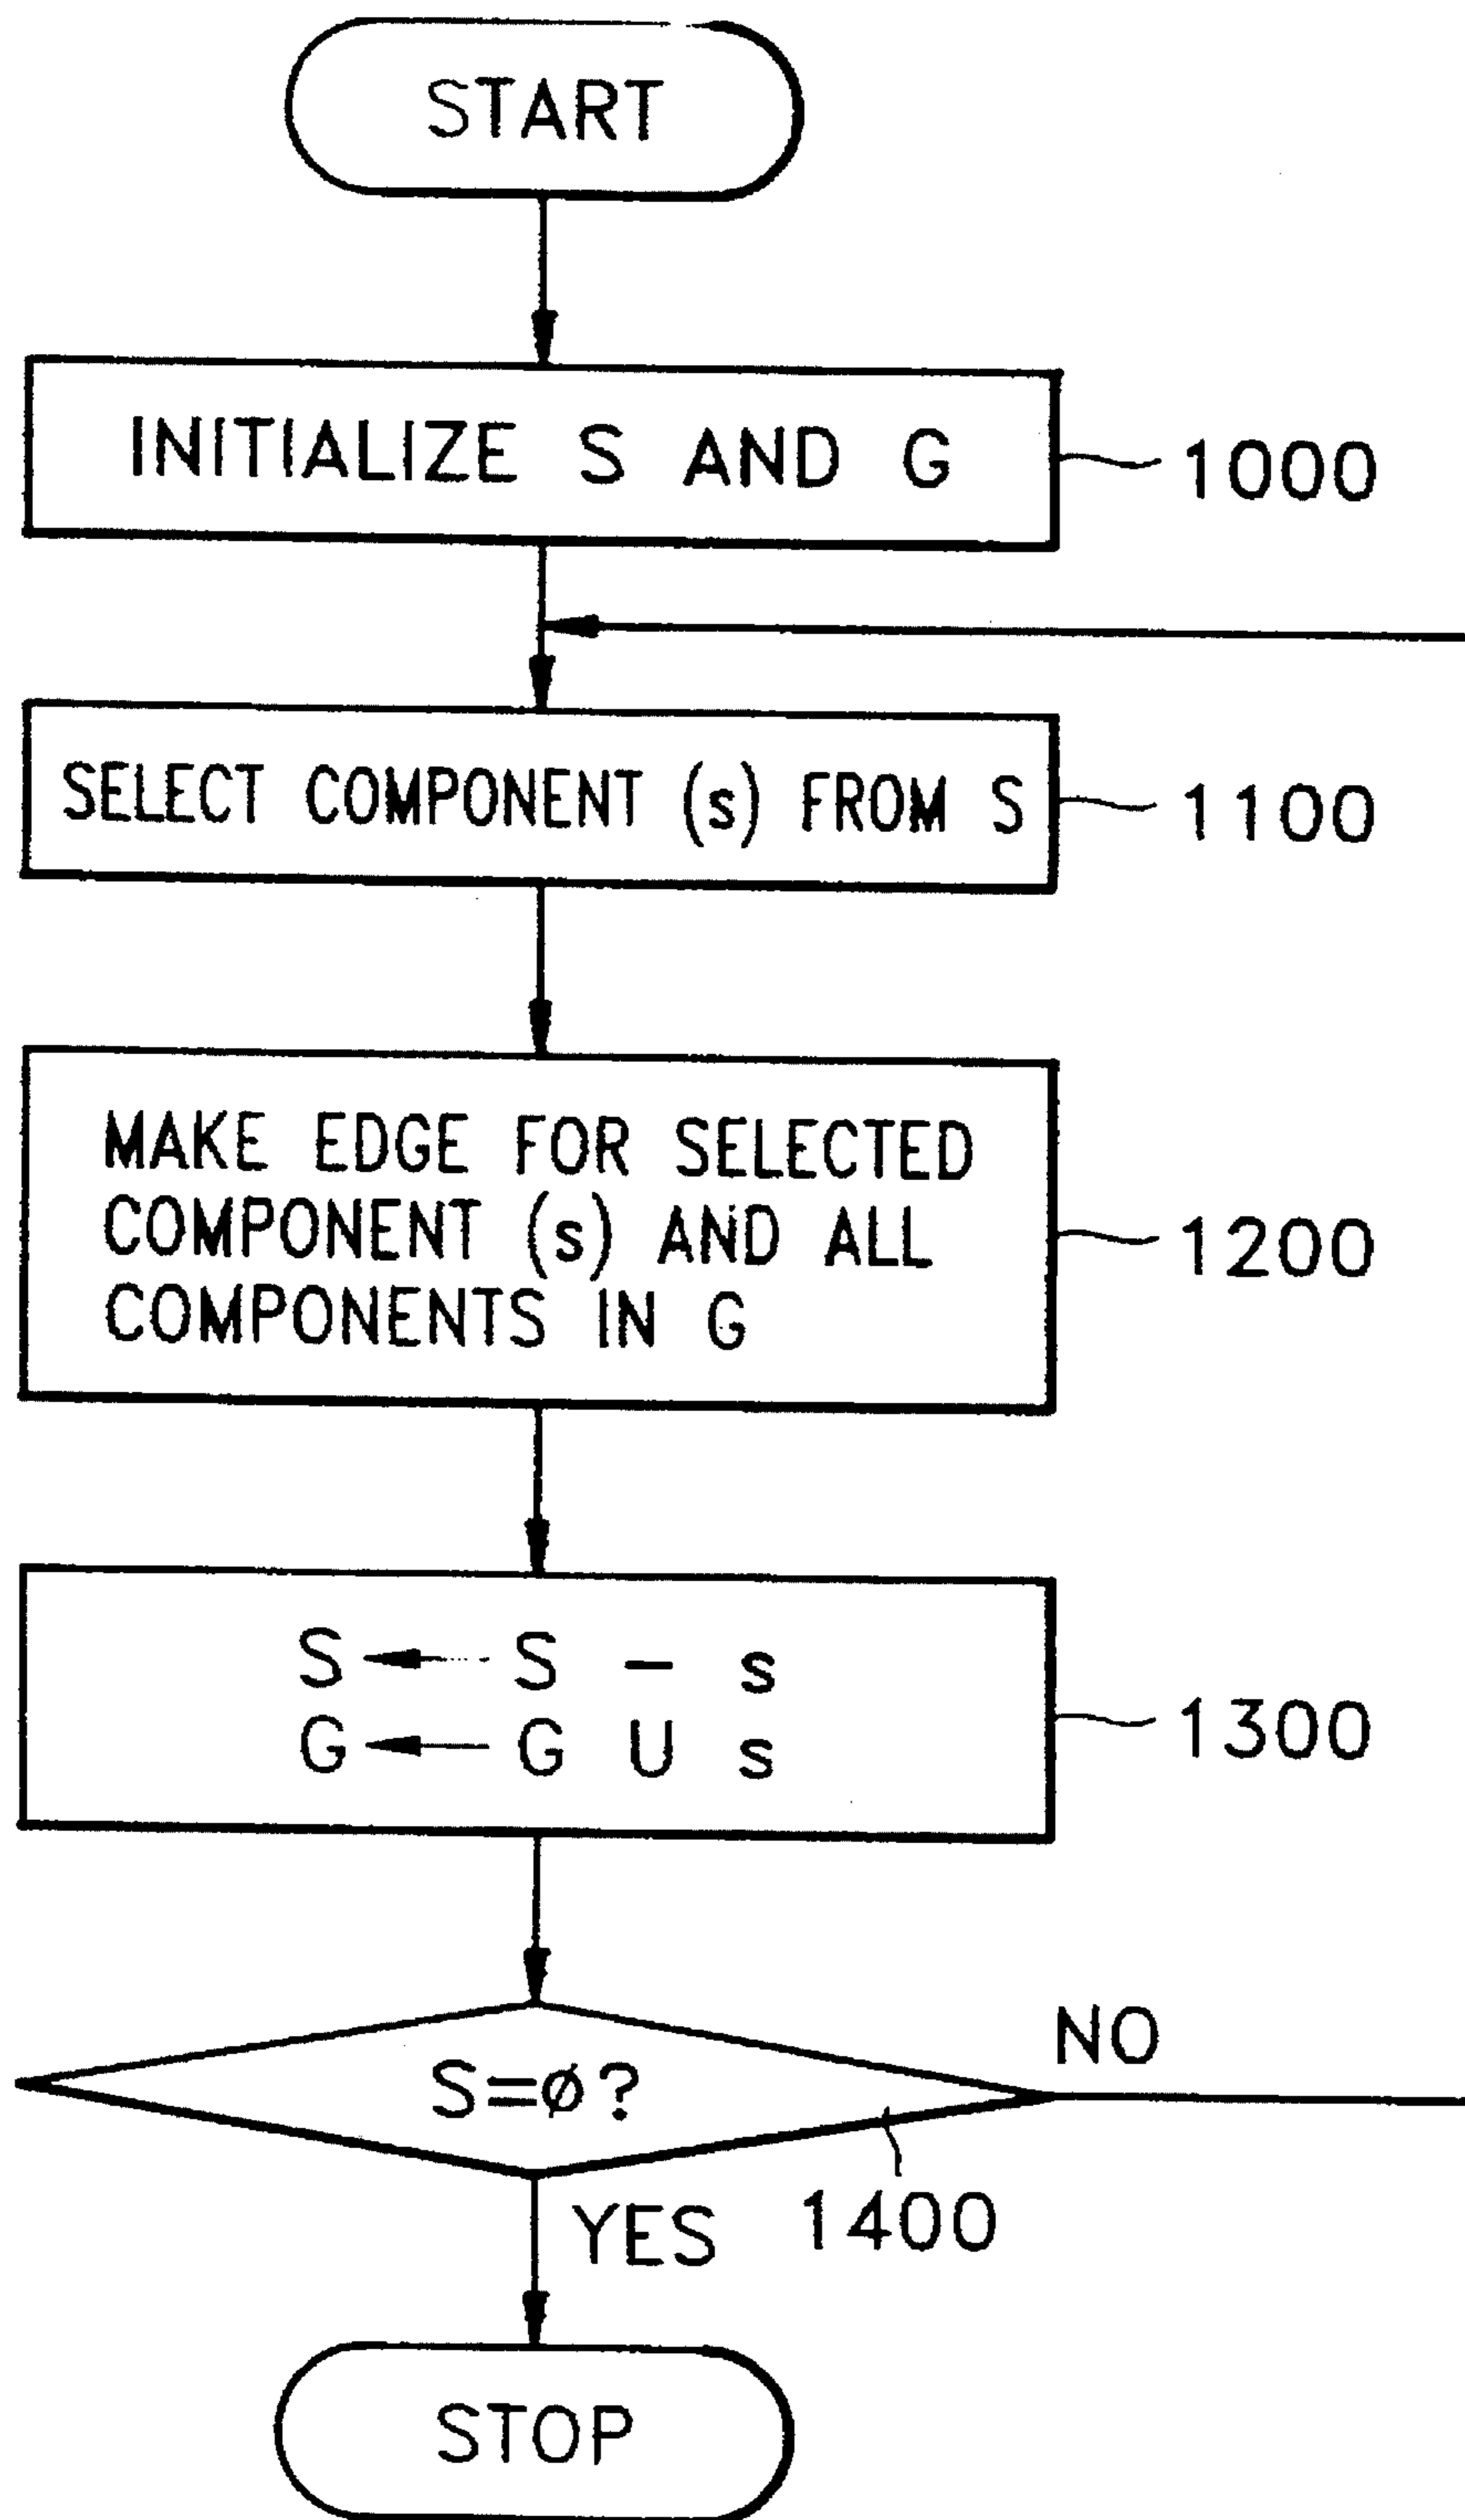 START
INITIALIZE S AND G
1000
SELECT COMPONENT (s) FROM S
1100
MAKE EDGE FOR SELECTED
COMPONENT (s) AND ALL
COMPONENTS IN G
1200
S ← S − s
G ← G U s
1300
S=ø?
NO
YES
1400
STOP